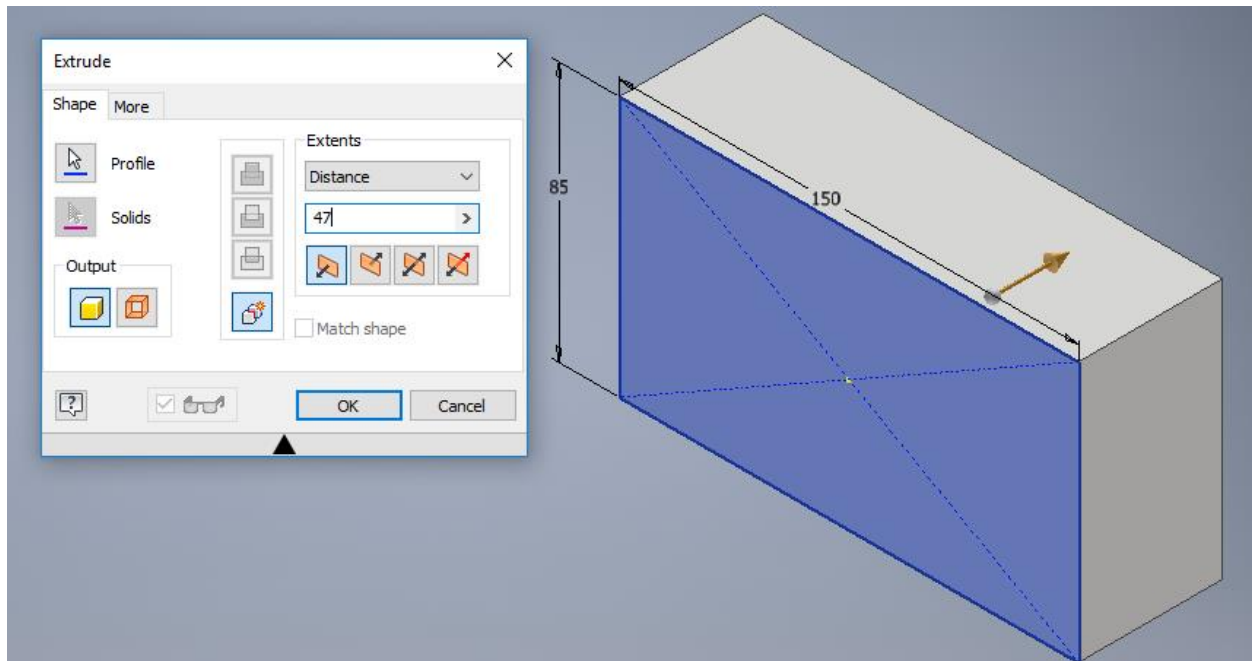 Extrude
Shape More
Profile
Solids
Output
Extents
Distance
47
Match shape
OK Cancel
85
150